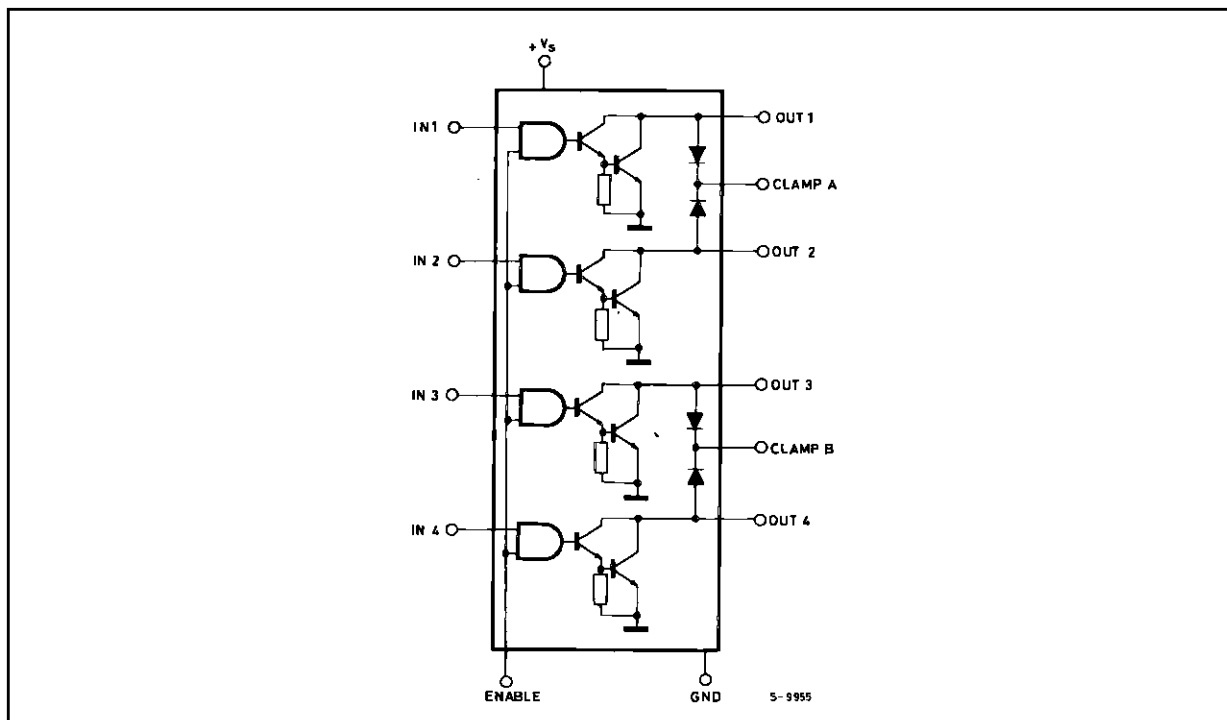 + Vs
IN1
OUT 1
CLAMP A
IN 2
OUT 2
IN 3
OUT 3
CLAMP B
IN 4
OUT 4
ENABLE
GND
S-9955